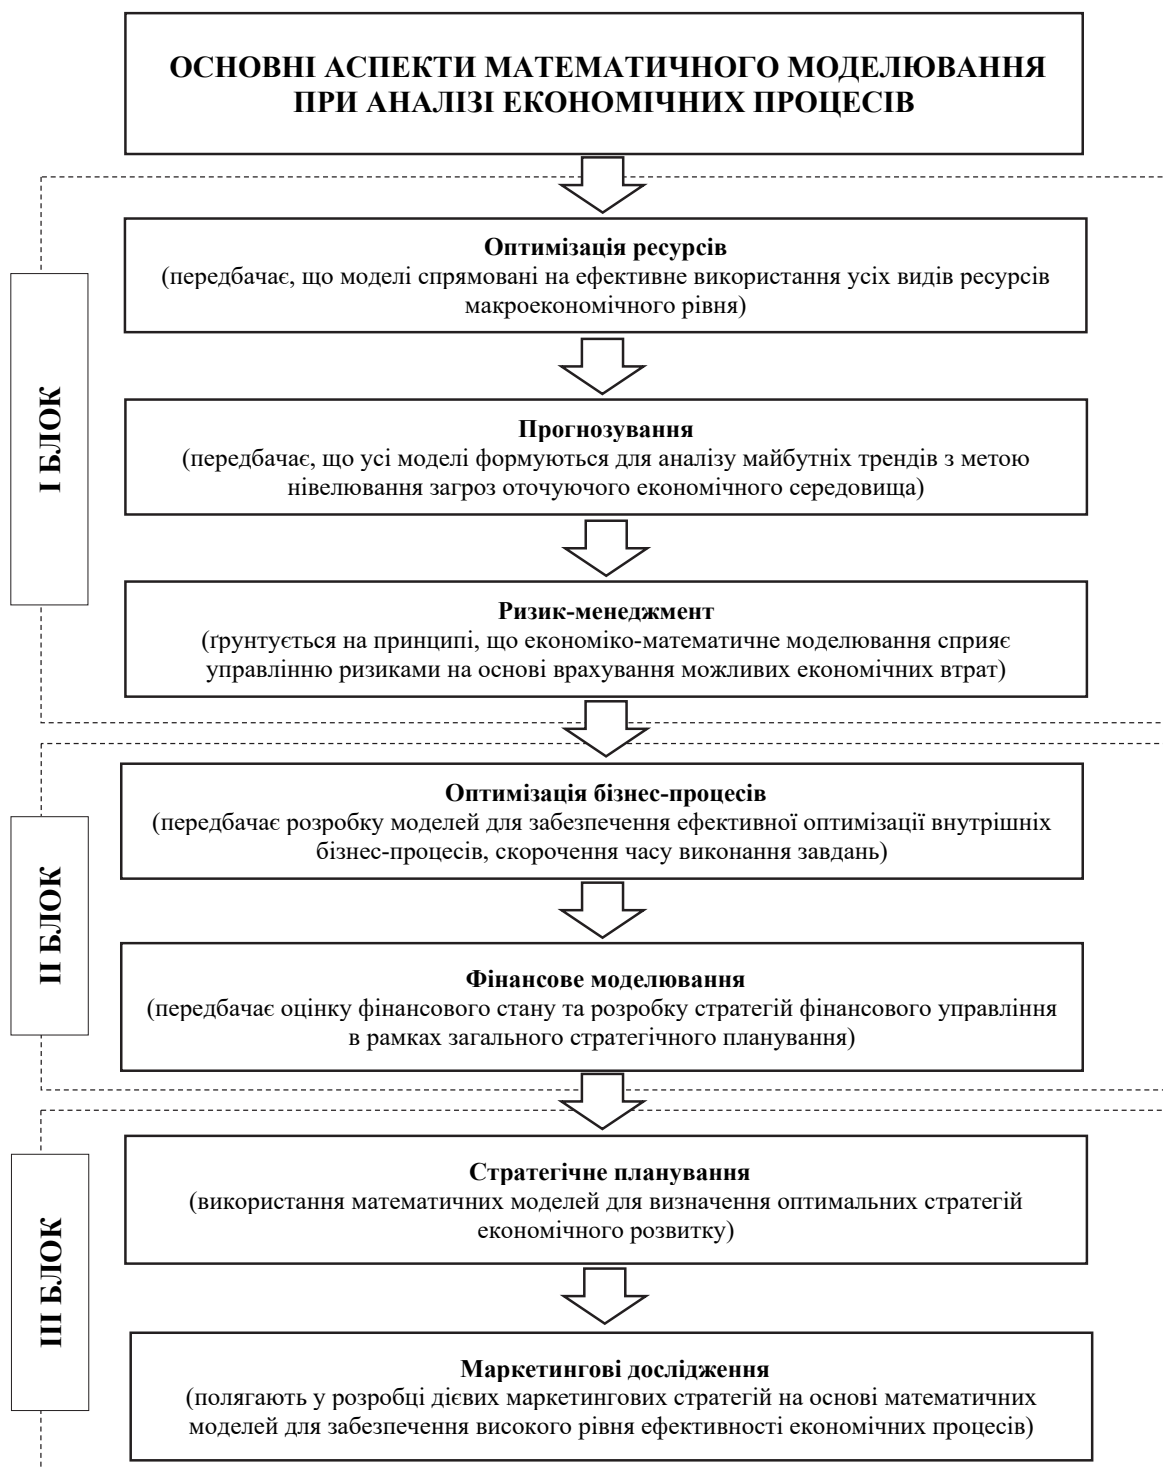 ОСНОВНІ АСПЕКТИ МАТЕМАТИЧНОГО МОДЕЛЮВАННЯ
ПРИ АНАЛІЗІ ЕКОНОМІЧНИХ ПРОЦЕСІВ
І БЛОК
Оптимізація ресурсів
(передбачає, що моделі спрямовані на ефективне використання усіх видів ресурсів
макроекономічного рівня)
Прогнозування
(передбачає, що усі моделі формуються для аналізу майбутніх трендів з метою
нівелювання загроз оточуючого економічного середовища)
Ризик-менеджмент
(ґрунтується на принципі, що економіко-математичне моделювання сприяє
управлінню ризиками на основі врахування можливих економічних втрат)
ІІ БЛОК
Оптимізація бізнес-процесів
(передбачає розробку моделей для забезпечення ефективної оптимізації внутрішніх
бізнес-процесів, скорочення часу виконання завдань)
Фінансове моделювання
(передбачає оцінку фінансового стану та розробку стратегій фінансового управління
в рамках загального стратегічного планування)
ІІІ БЛОК
Стратегічне планування
(використання математичних моделей для визначення оптимальних стратегій
економічного розвитку)
Маркетингові дослідження
(полягають у розробці дієвих маркетингових стратегій на основі математичних
моделей для забезпечення високого рівня ефективності економічних процесів)